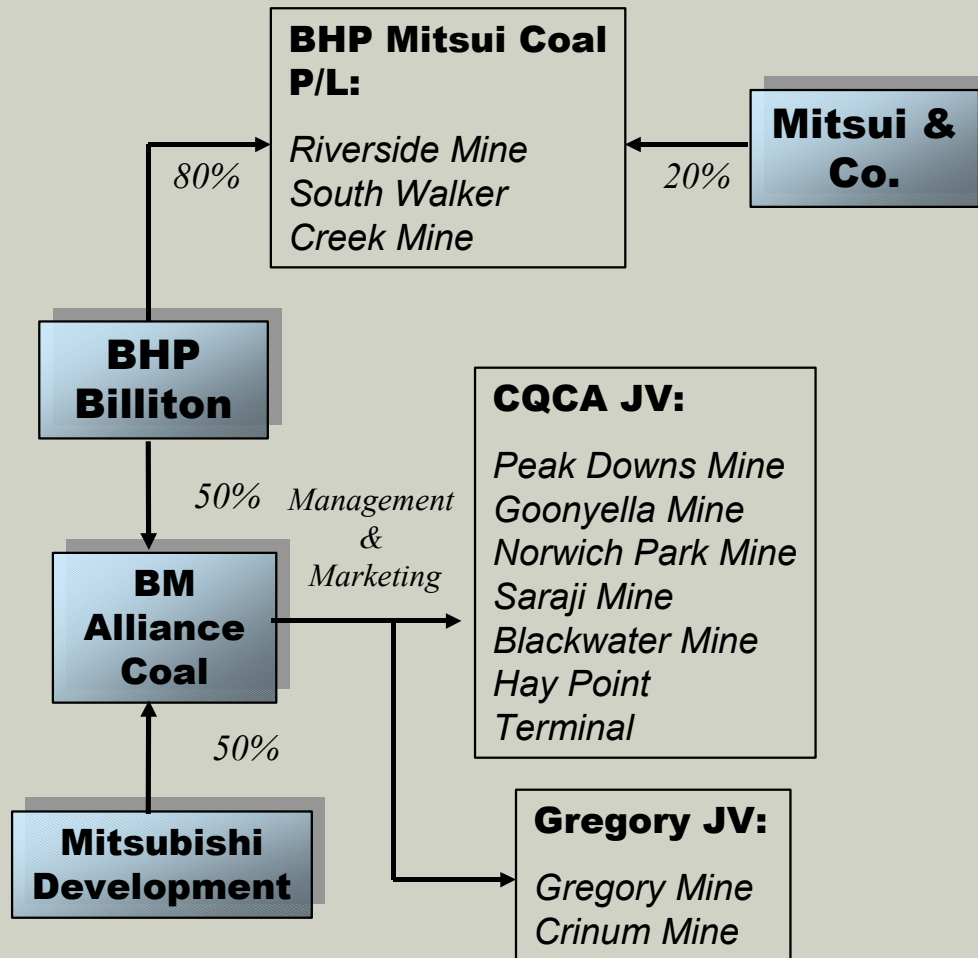 BHP Mitsui Coal
P/L:
Riverside Mine
South Walker
Creek Mine
Mitsui &
Co.
80%
20%
BHP
Billiton
CQCA JV:
Peak Downs Mine
Goonyella Mine
Norwich Park Mine
Saraji Mine
Blackwater Mine
Hay Point
Terminal
50%
Management
&
Marketing
BM
Alliance
Coal
50%
Mitsubishi
Development
Gregory JV:
Gregory Mine
Crinum Mine